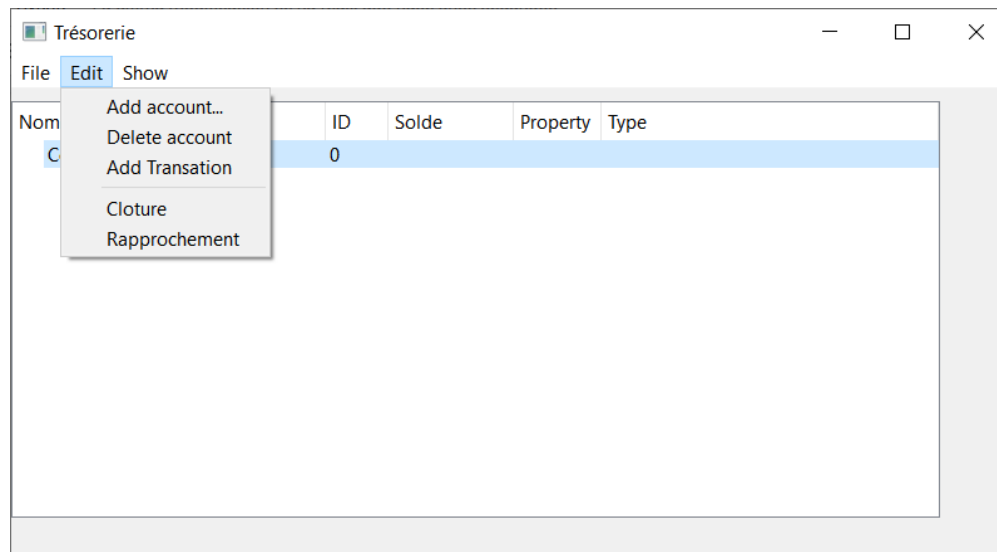 Trésorerie
File Edit Show
Nom ID Solde Property Type
0
Add account...
Delete account
Add Transation
Cloture
Rapprochement